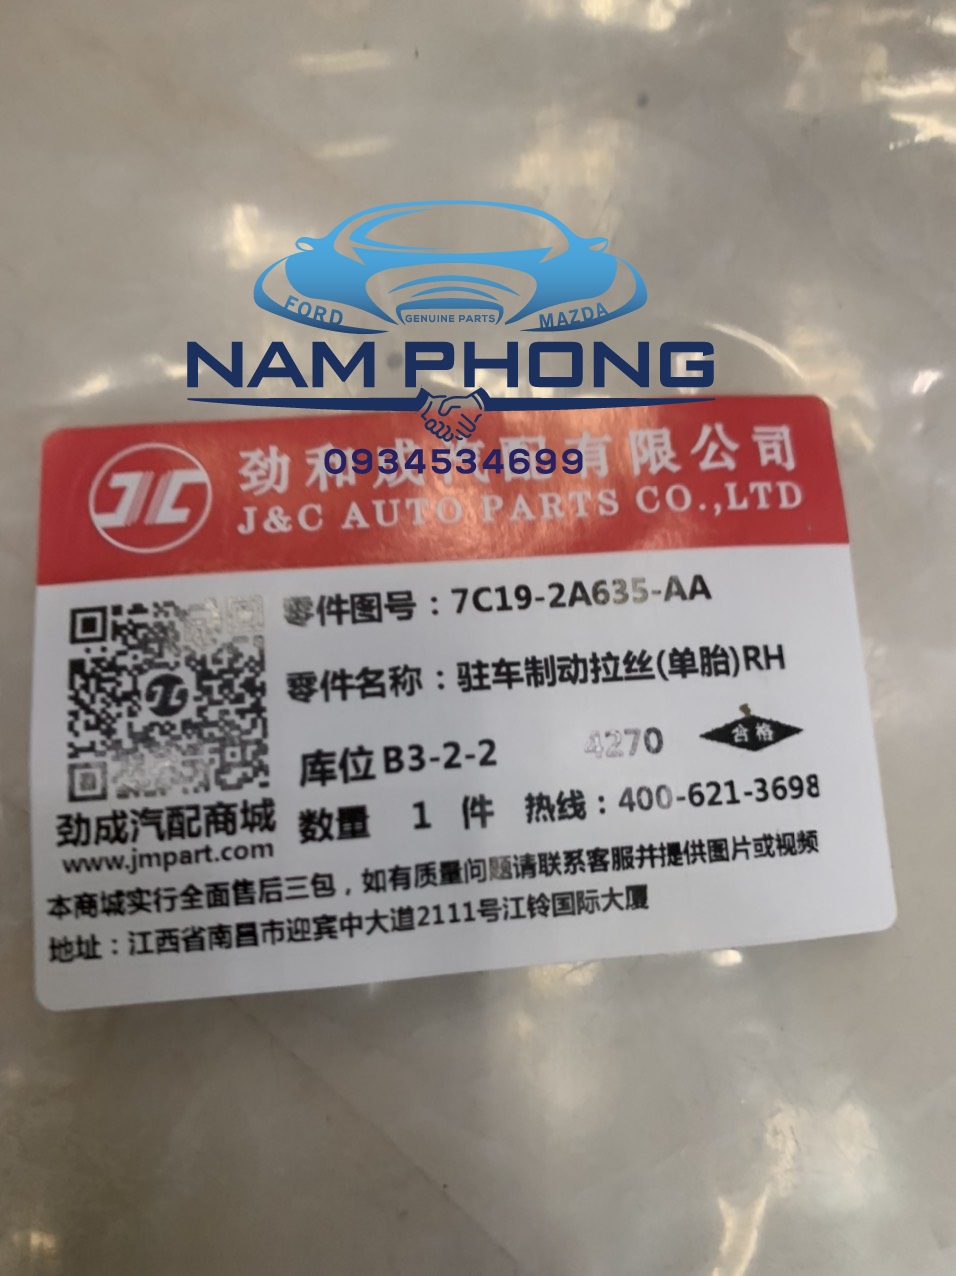 FORD
GENUINE PARTS
MAZDA
NAM PHONG
0934534699
劲和成汽配有限公司
J&C AUTO PARTS CO.,LTD
零件图号：7C19-2A635-AA
零件名称：驻车制动拉丝(单胎)RH
库位 B3-2-2 4270 合格
数量 1 件 热线：400-621-3698
劲成汽配商城
www.jmpart.com
本商城实行全面售后三包，如有质量问题请联系客服并提供图片或视频
地址：江西省南昌市迎宾中大道2111号江铃国际大厦